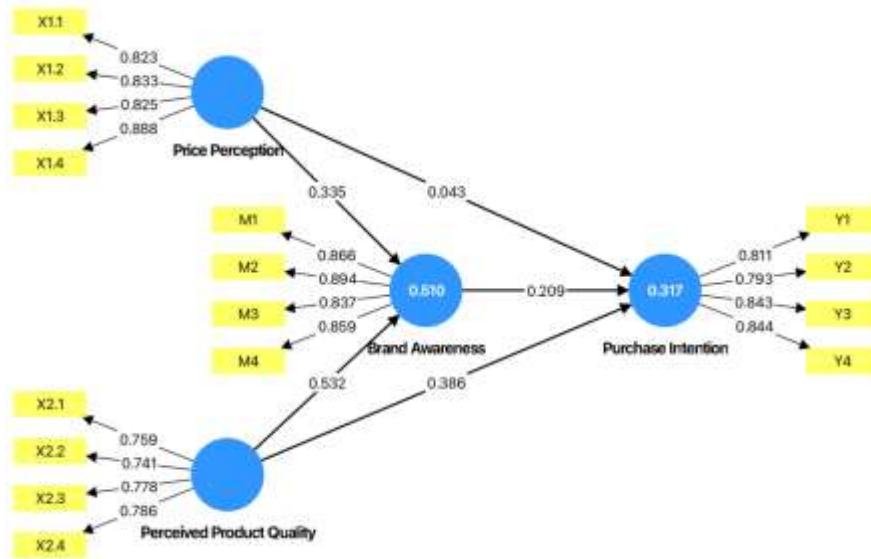 X1.1
0.823
X1.2
0.833
X1.3
0.825
0.888
X1.4
Price Perception
0.335
0.043
M1
0.866
M2
0.894
M3
0.837
0.859
M4
0.510
Brand Awareness
0.209
0.317
Purchase Intention
Y1
0.811
Y2
0.793
Y3
0.843
0.844
Y4
0.532
0.386
X2.1
0.759
X2.2
0.741
X2.3
0.778
0.786
X2.4
Perceived Product Quality